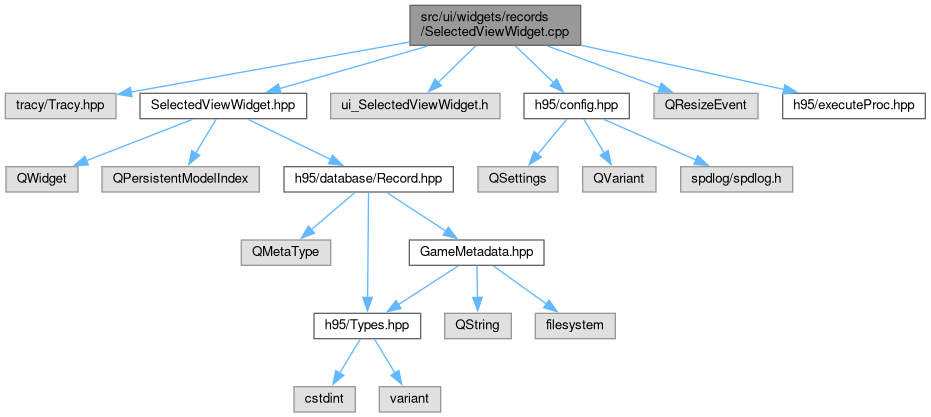 src/ui/widgets/records
/SelectedViewWidget.cpp
tracy/Tracy.hpp
SelectedViewWidget.hpp
ui_SelectedViewWidget.h
h95/config.hpp
QResizeEvent
h95/executeProc.hpp
QWidget
QPersistentModelIndex
h95/database/Record.hpp
QSettings
QVariant
spdlog/spdlog.h
QMetaType
GameMetadata.hpp
h95/Types.hpp
QString
filesystem
cstdint
variant